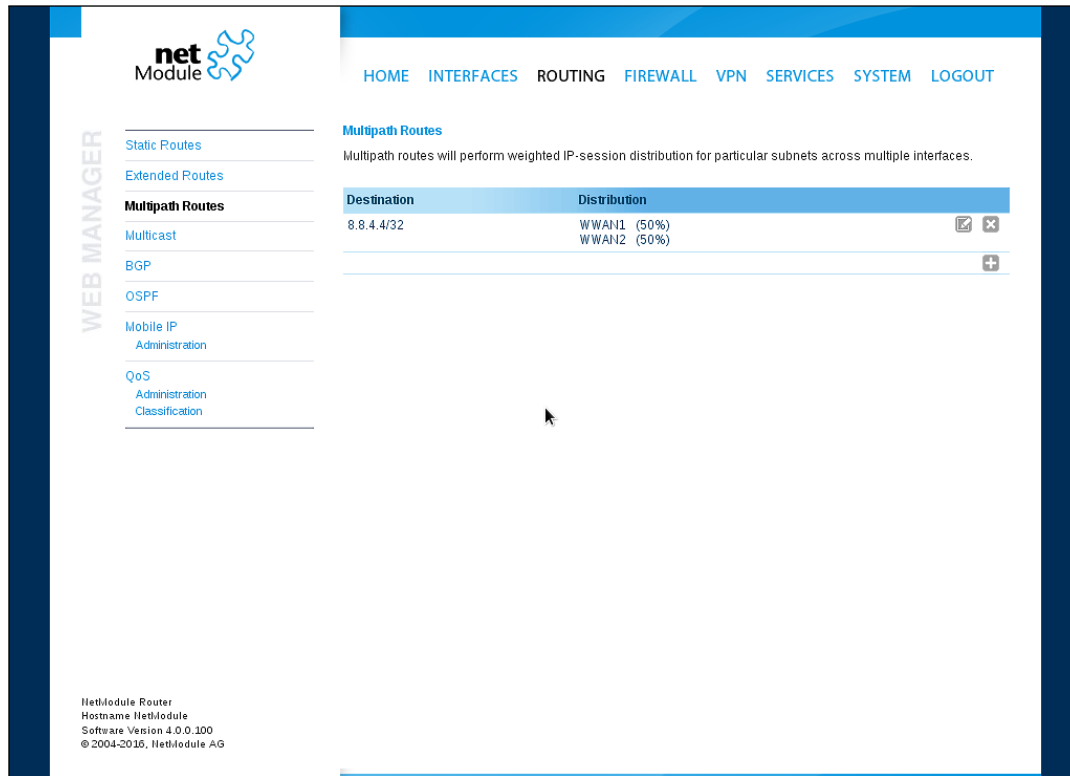 net
Module
HOME INTERFACES ROUTING FIREWALL VPN SERVICES SYSTEM LOGOUT
WEB MANAGER
Static Routes
Extended Routes
Multipath Routes
Multicast
BGP
OSPF
Mobile IP
Administration
QoS
Administration
Classification
Multipath Routes
Multipath routes will perform weighted IP-session distribution for particular subnets across multiple interfaces.
Destination Distribution
8.8.4.4/32 WWAN1 (50%)
WWAN2 (50%)
NetModule Router
Hostname NetModule
Software Version 4.0.0.100
© 2004-2016, NetModule AG